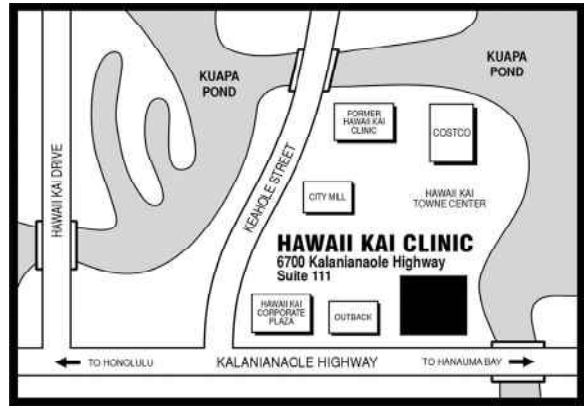 KUAPA
POND
KUAPA
POND
FORMER
HAWAII KAI
CLINIC
COSTCO
HAWAII KAI DRIVE
KEAHOLE STREET
CITY MILL
HAWAII KAI
TOWNE CENTER
HAWAII KAI CLINIC
6700 Kalanianaole Highway
Suite 111
HAWAII KAI
CORPORATE
PLAZA
OUTBACK
TO HONOLULU
KALANIANAOLE HIGHWAY
TO HANAUMA BAY